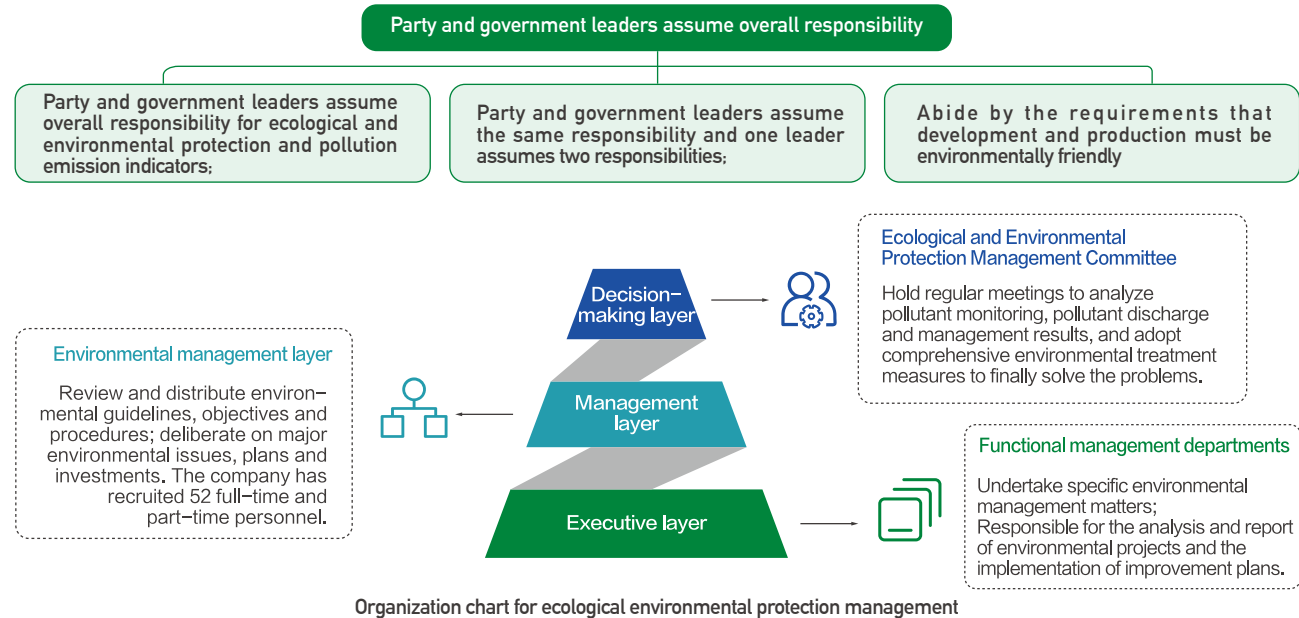 Party and government leaders assume overall responsibility
Party and government leaders assume
overall responsibility for ecological and
environmental protection and pollution
emission indicators;
Party and government leaders assume
the same responsibility and one leader
assumes two responsibilities;
Abide by the requirements that
development and production must be
environmentally friendly
Ecological and Environmental
Protection Management Committee
Hold regular meetings to analyze
pollutant monitoring, pollutant discharge
and management results, and adopt
comprehensive environmental treatment
measures to finally solve the problems.
Decision-
making layer
Environmental management layer
Review and distribute environ-
mental guidelines, objectives and
procedures; deliberate on major
environmental issues, plans and
investments. The company has
recruited 52 full-time and
part-time personnel.
Management
layer
Functional management departments
Undertake specific environmental
management matters;
Responsible for the analysis and report
of environmental projects and the
implementation of improvement plans.
Executive layer
Organization chart for ecological environmental protection management